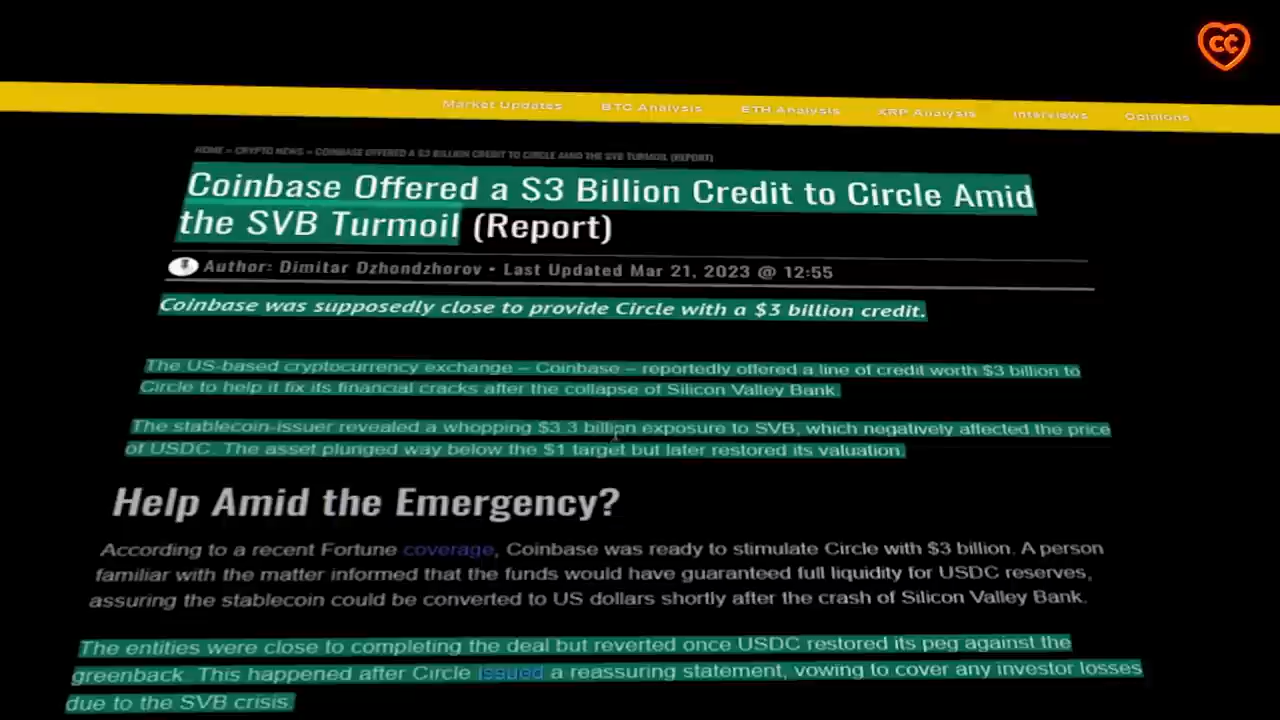 CC
Market Updates BTC Analysis ETH Analysis XRP Analysis Interviews Opinions
HOME » CRYPTO NEWS » COINBASE OFFERED A $3 BILLION CREDIT TO CIRCLE AMID THE SVB TURMOIL (REPORT)
Coinbase Offered a $3 Billion Credit to Circle Amid
the SVB Turmoil (Report)
Author: Dimitar Dzhondzhorov • Last Updated Mar 21, 2023 @ 12:55
Coinbase was supposedly close to provide Circle with a $3 billion credit.
The US-based cryptocurrency exchange – Coinbase – reportedly offered a line of credit worth $3 billion to
Circle to help it fix its financial cracks after the collapse of Silicon Valley Bank.
The stablecoin-issuer revealed a whopping $3.3 billion exposure to SVB, which negatively affected the price
of USDC. The asset plunged way below the $1 target but later restored its valuation.
Help Amid the Emergency?
According to a recent Fortune coverage, Coinbase was ready to stimulate Circle with $3 billion. A person
familiar with the matter informed that the funds would have guaranteed full liquidity for USDC reserves,
assuring the stablecoin could be converted to US dollars shortly after the crash of Silicon Valley Bank.
The entities were close to completing the deal but reverted once USDC restored its peg against the
greenback. This happened after Circle issued a reassuring statement, vowing to cover any investor losses
due to the SVB crisis.